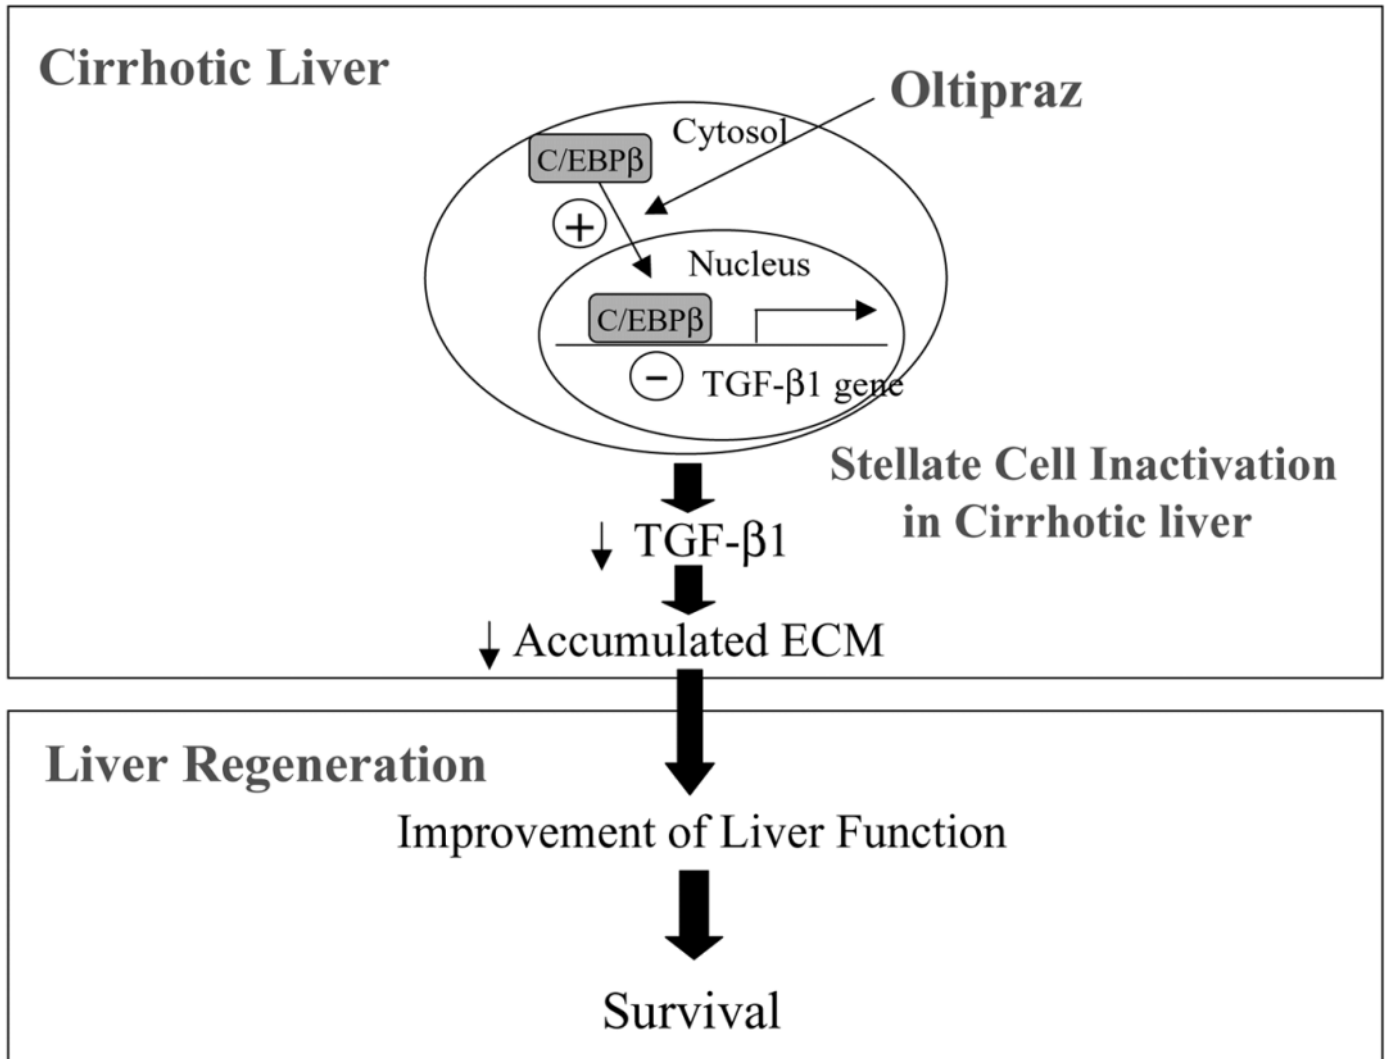 Cirrhotic Liver
Oltipraz
Cytosol
C/EBPβ
+
Nucleus
C/EBPβ
−
TGF-β1 gene
Stellate Cell Inactivation
in Cirrhotic liver
↓ TGF-β1
↓ Accumulated ECM
Liver Regeneration
Improvement of Liver Function
Survival